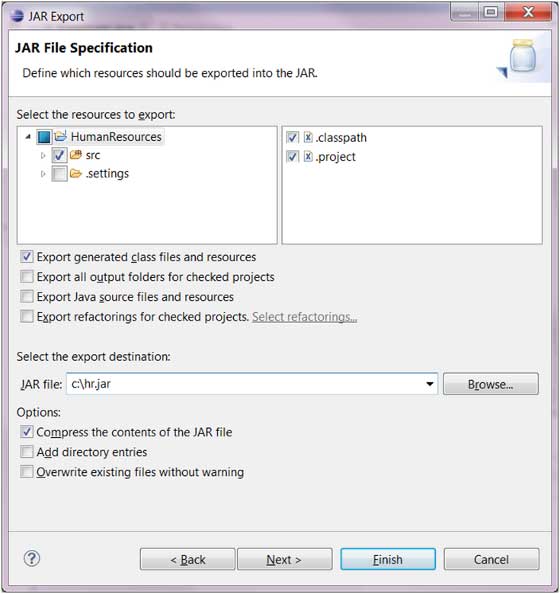 JAR Export
JAR File Specification
Define which resources should be exported into the JAR.
Select the resources to export:
HumanResources
src
.settings
.classpath
.project
Export generated class files and resources
Export all output folders for checked projects
Export Java source files and resources
Export refactorings for checked projects. Select refactorings...
Select the export destination:
JAR file: c:\hr.jar Browse...
Options:
Compress the contents of the JAR file
Add directory entries
Overwrite existing files without warning
? < Back Next > Finish Cancel